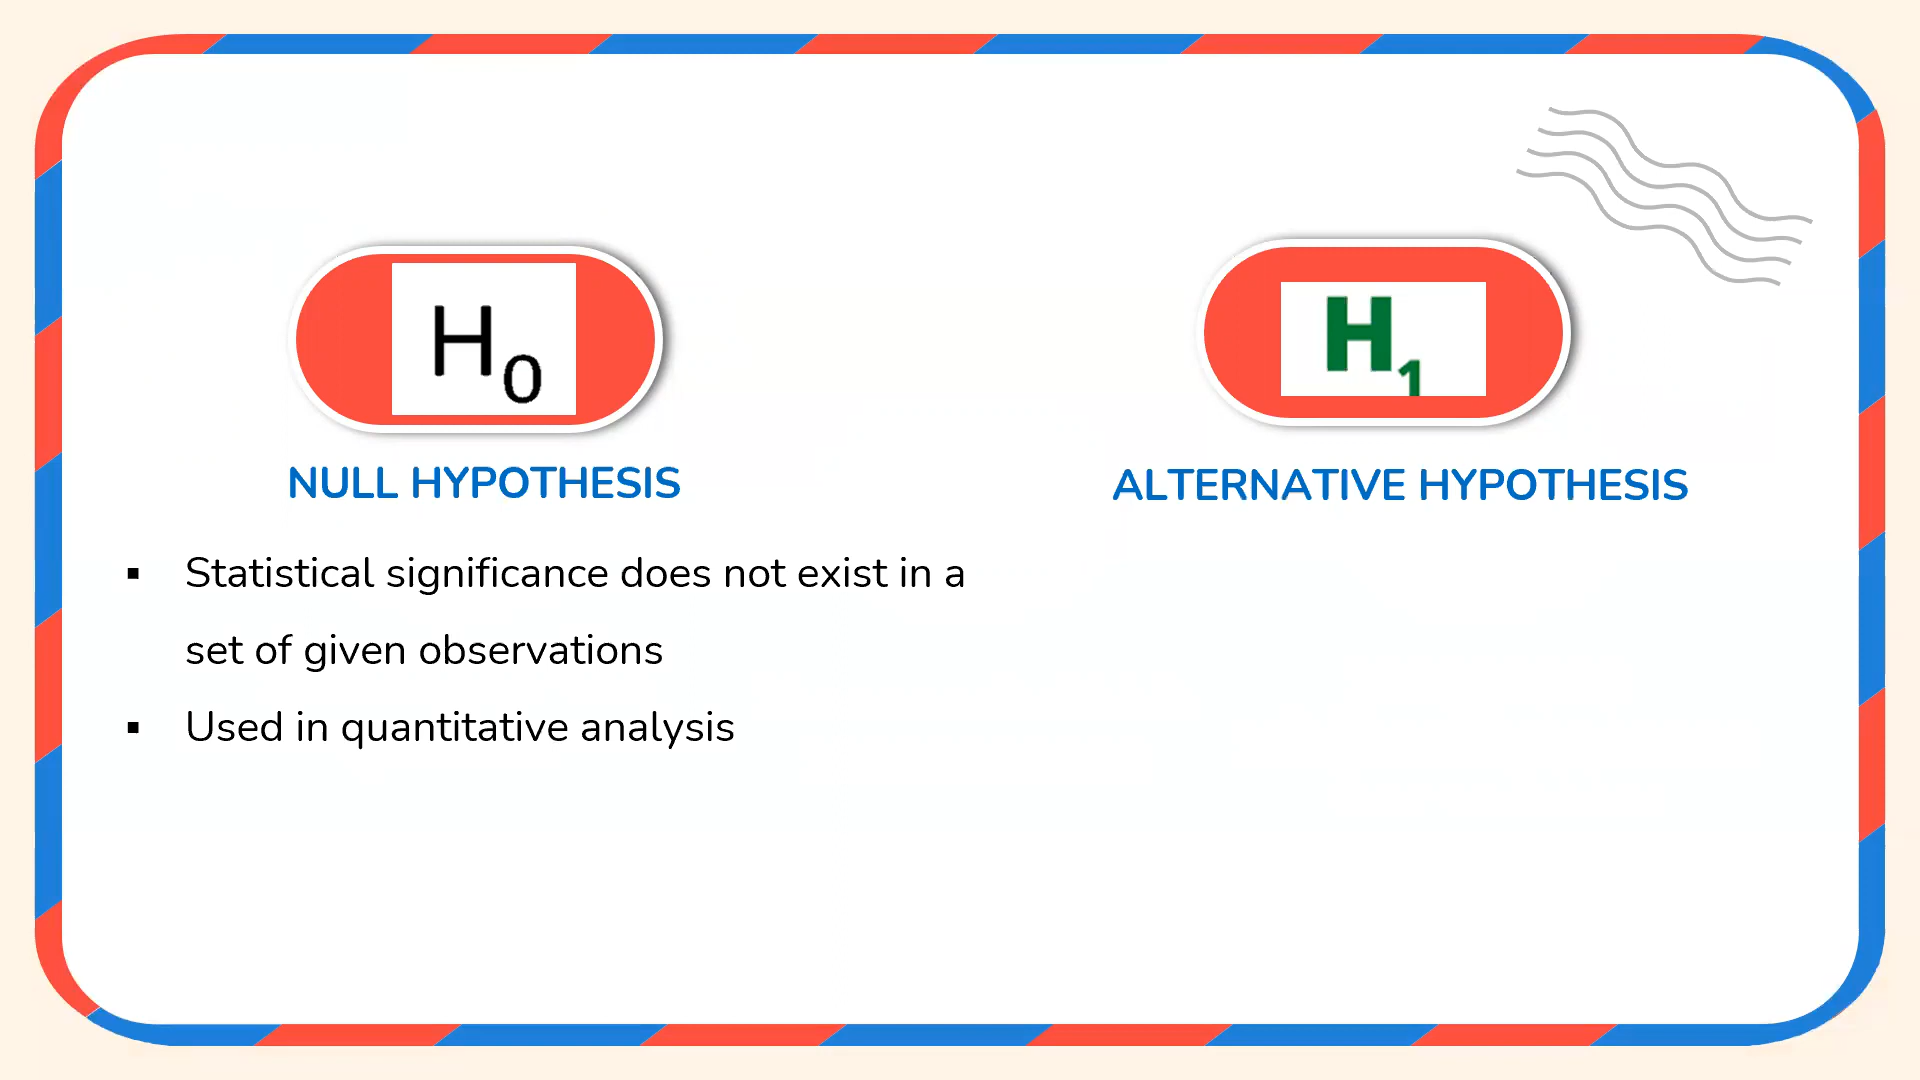 H0
NULL HYPOTHESIS
▪ Statistical significance does not exist in a
set of given observations
▪ Used in quantitative analysis
H1
ALTERNATIVE HYPOTHESIS